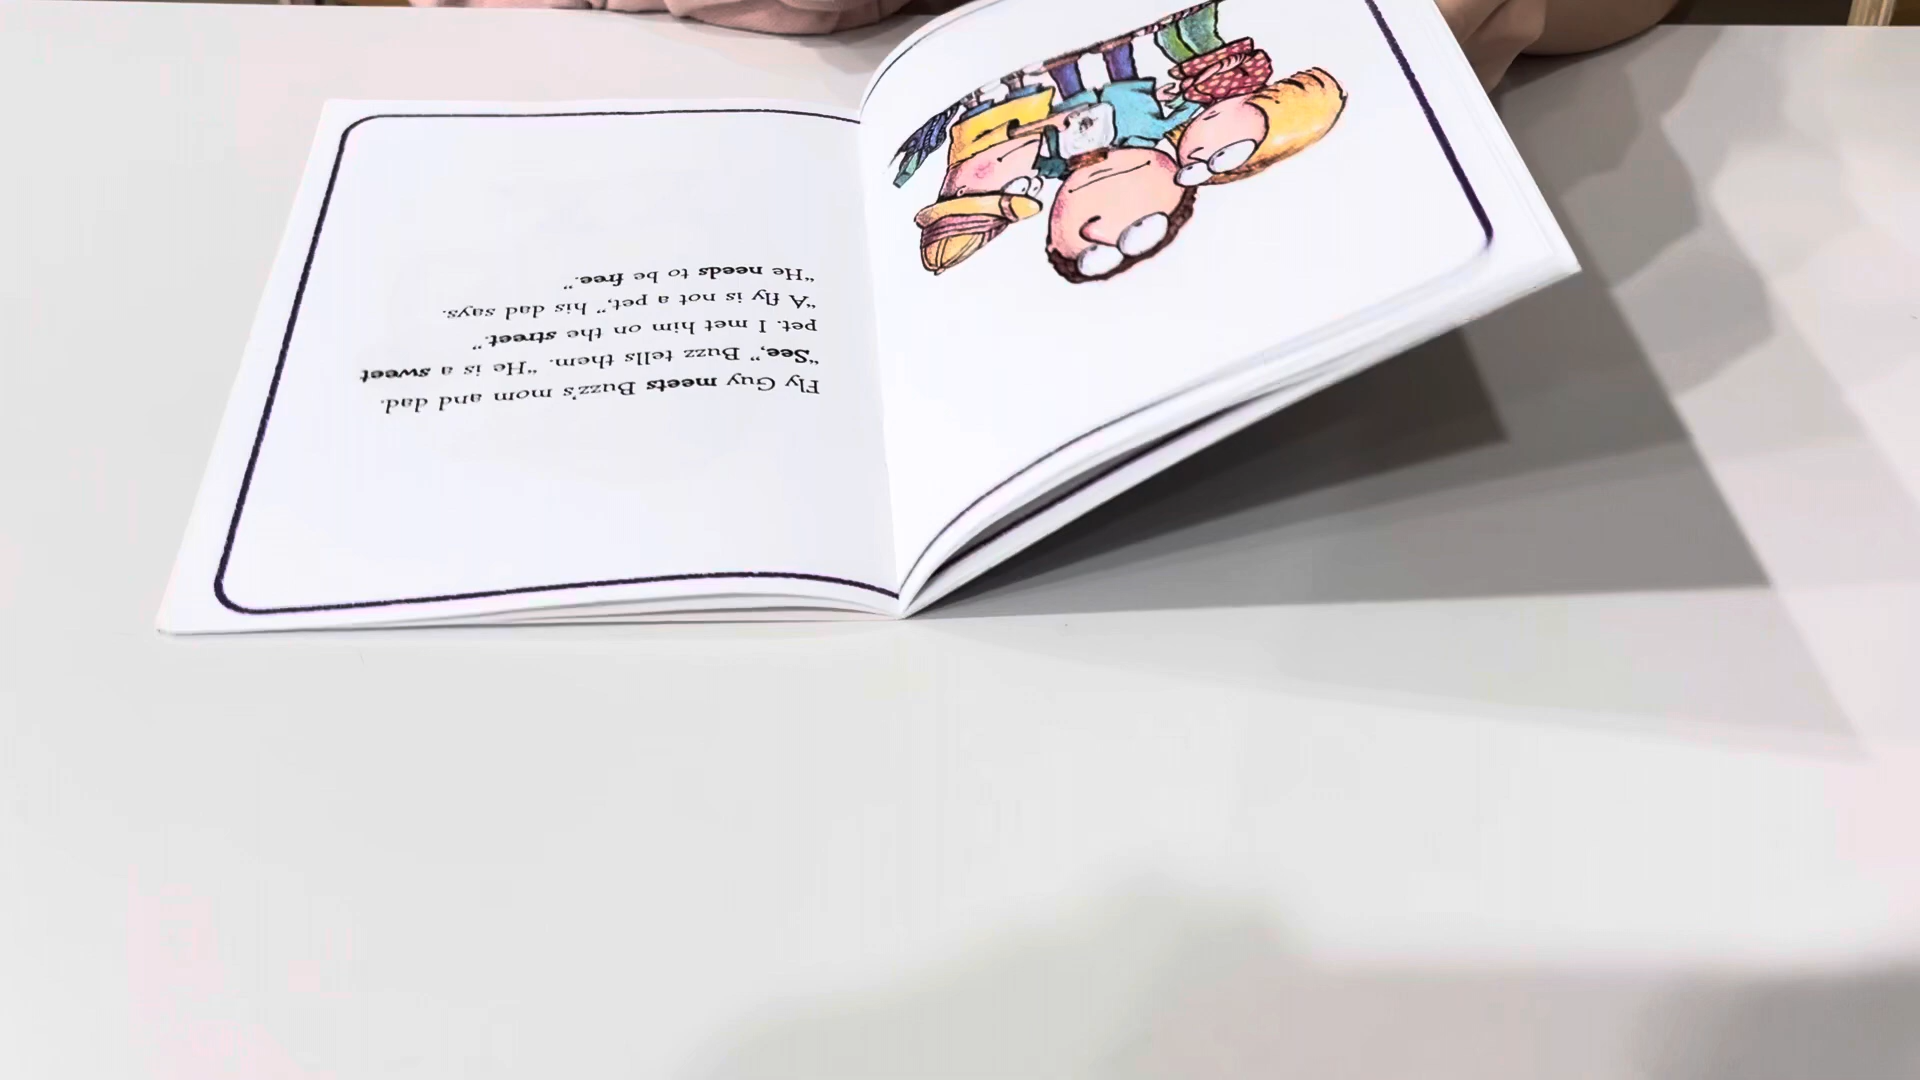 Fly Guy meets Buzz's mom and dad.
“See,” Buzz tells them. “He is a sweet
pet. I met him on the street.”
“A fly is not a pet,” his dad says.
“He needs to be free.”